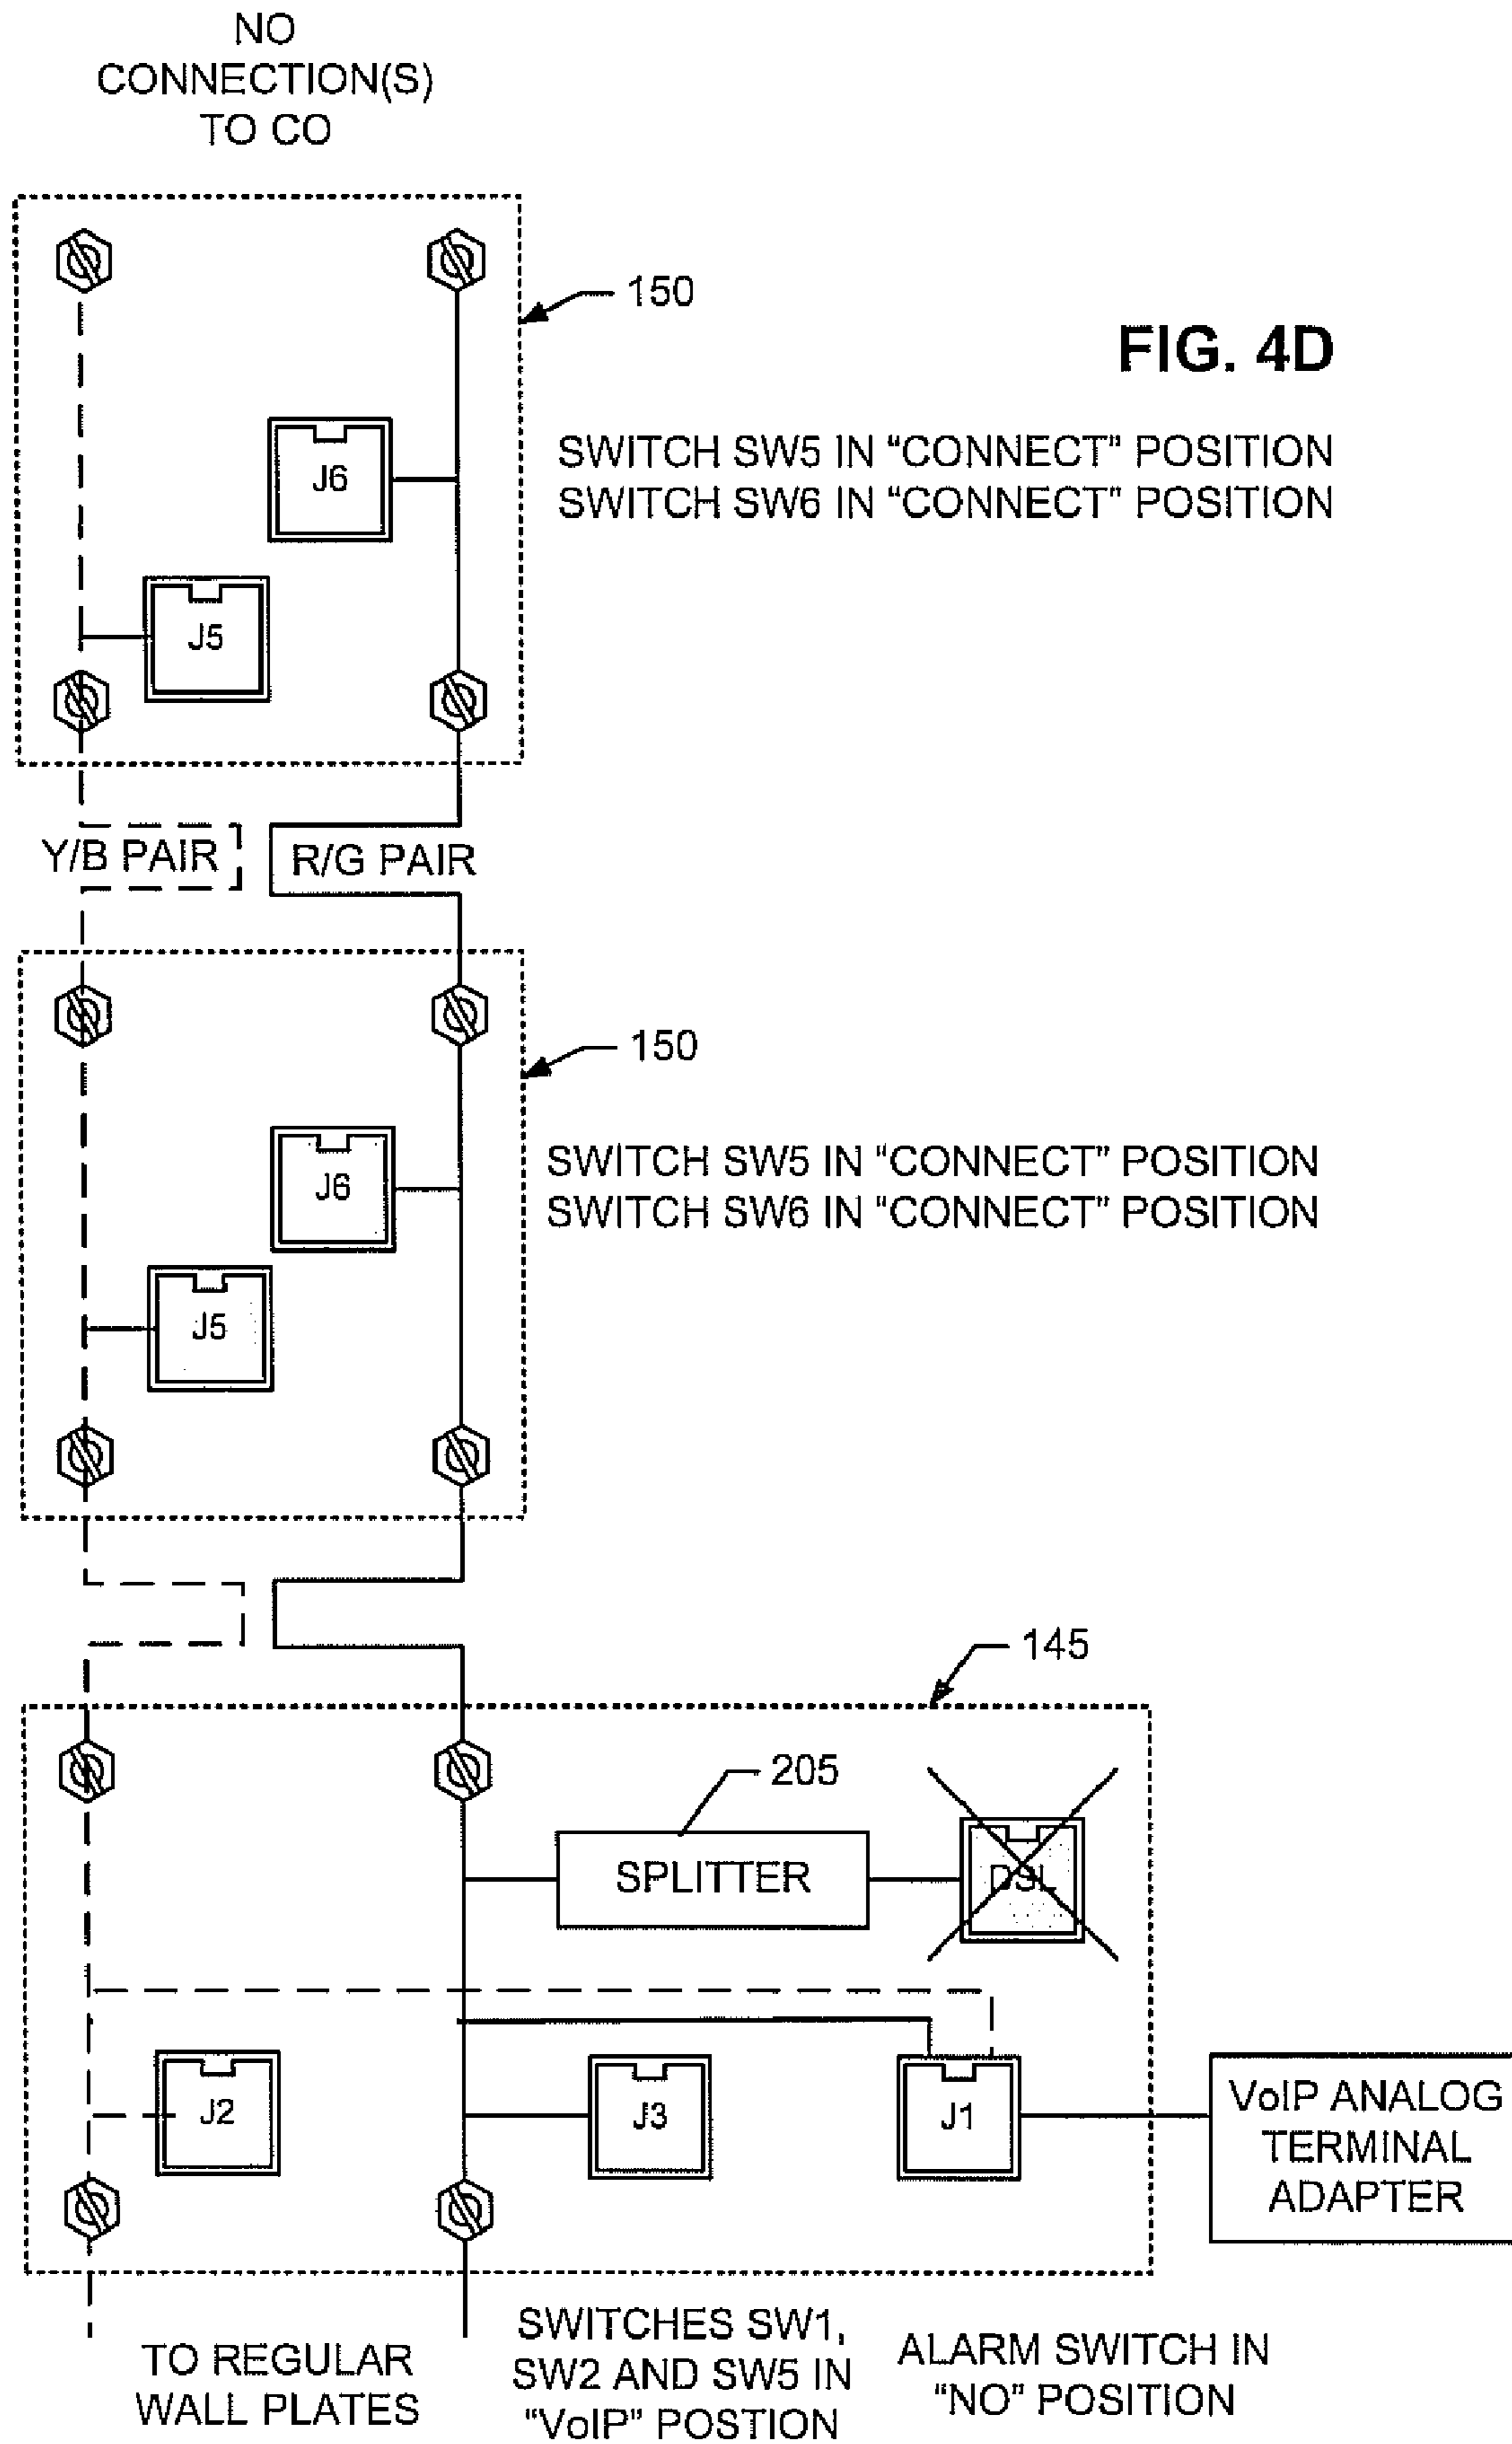 NO
CONNECTION(S)
TO CO
150
FIG. 4D
J6
SWITCH SW5 IN "CONNECT" POSITION
SWITCH SW6 IN "CONNECT" POSITION
J5
Y/B PAIR
R/G PAIR
150
J6
SWITCH SW5 IN "CONNECT" POSITION
SWITCH SW6 IN "CONNECT" POSITION
J5
145
205
SPLITTER
DSL
J2
J3
J1
VoIP ANALOG
TERMINAL
ADAPTER
TO REGULAR
WALL PLATES
SWITCHES SW1,
SW2 AND SW5 IN
"VoIP" POSTION
ALARM SWITCH IN
"NO" POSITION